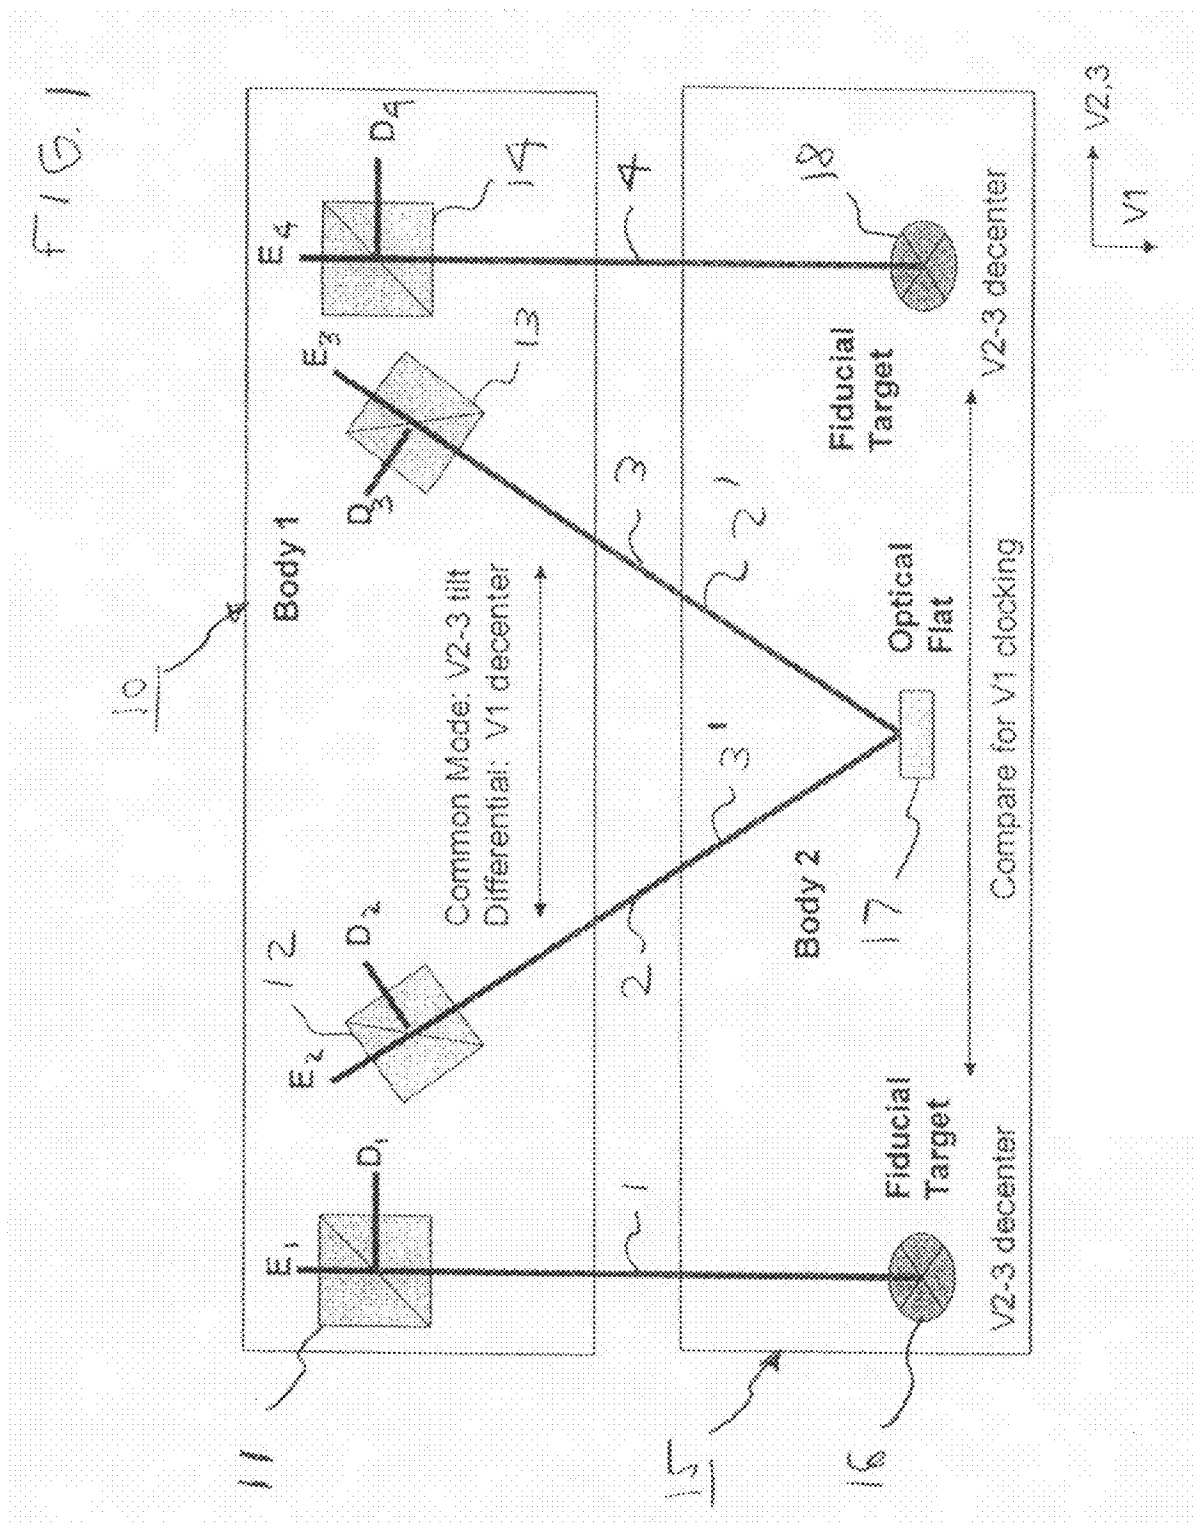 FIG. 1
10
Body 1
11
E1
D1
12
E2
D2
E3
D3
13
E4
D4
14
Common Mode: V2-3 tilt
Differential: V1 decenter
1
2
3
4
3'
2'
15
Body 2
16
Fiducial
Target
V2-3 decenter
17
Optical
Flat
18
Fiducial
Target
V2-3 decenter
Compare for V1 clocking
V2,3
V1